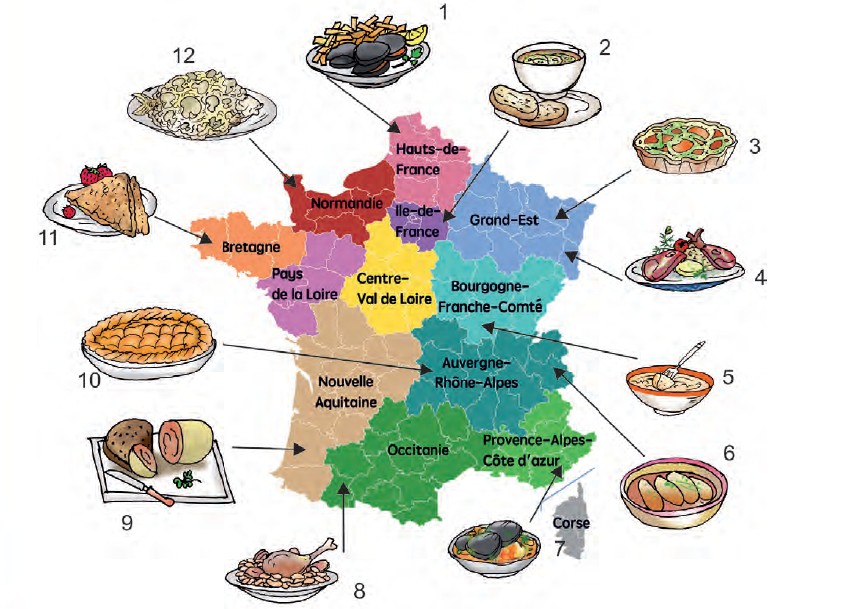 1
12
2
3
Hauts-de-
France
Normandie
Ile-de-
France
Grand-Est
11
Bretagne
4
Pays
de la Loire
Centre-
Val de Loire
Bourgogne-
Franche-Comté
10
Auvergne-
Rhône-Alpes
5
Nouvelle
Aquitaine
Occitanie
Provence-Alpes-
Côte d'azur
6
9
Corse
7
8